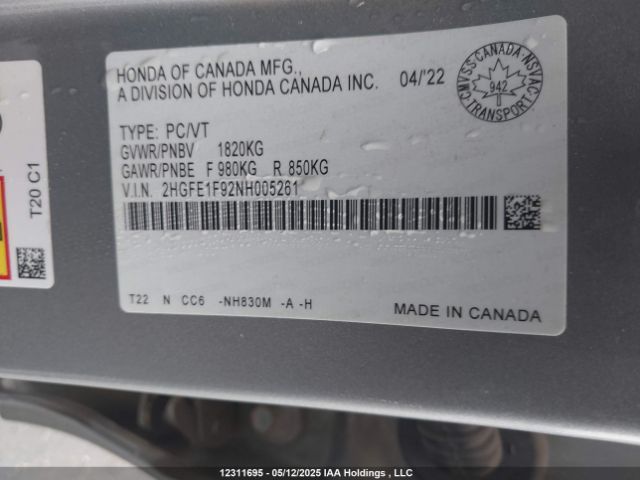 HONDA OF CANADA MFG.,
A DIVISION OF HONDA CANADA INC. 04/'22
CMVSS CANADA-NSVAC
942
TRANSPORT
TYPE: PC/VT
GVWR/PNBV 1820KG
GAWR/PNBE F 980KG R 850KG
V.I.N. 2HGFE1F92NH005261
T20 C1
T22 N CC6 -NH830M -A -H
MADE IN CANADA
12311695 - 05/12/2025 IAA Holdings , LLC